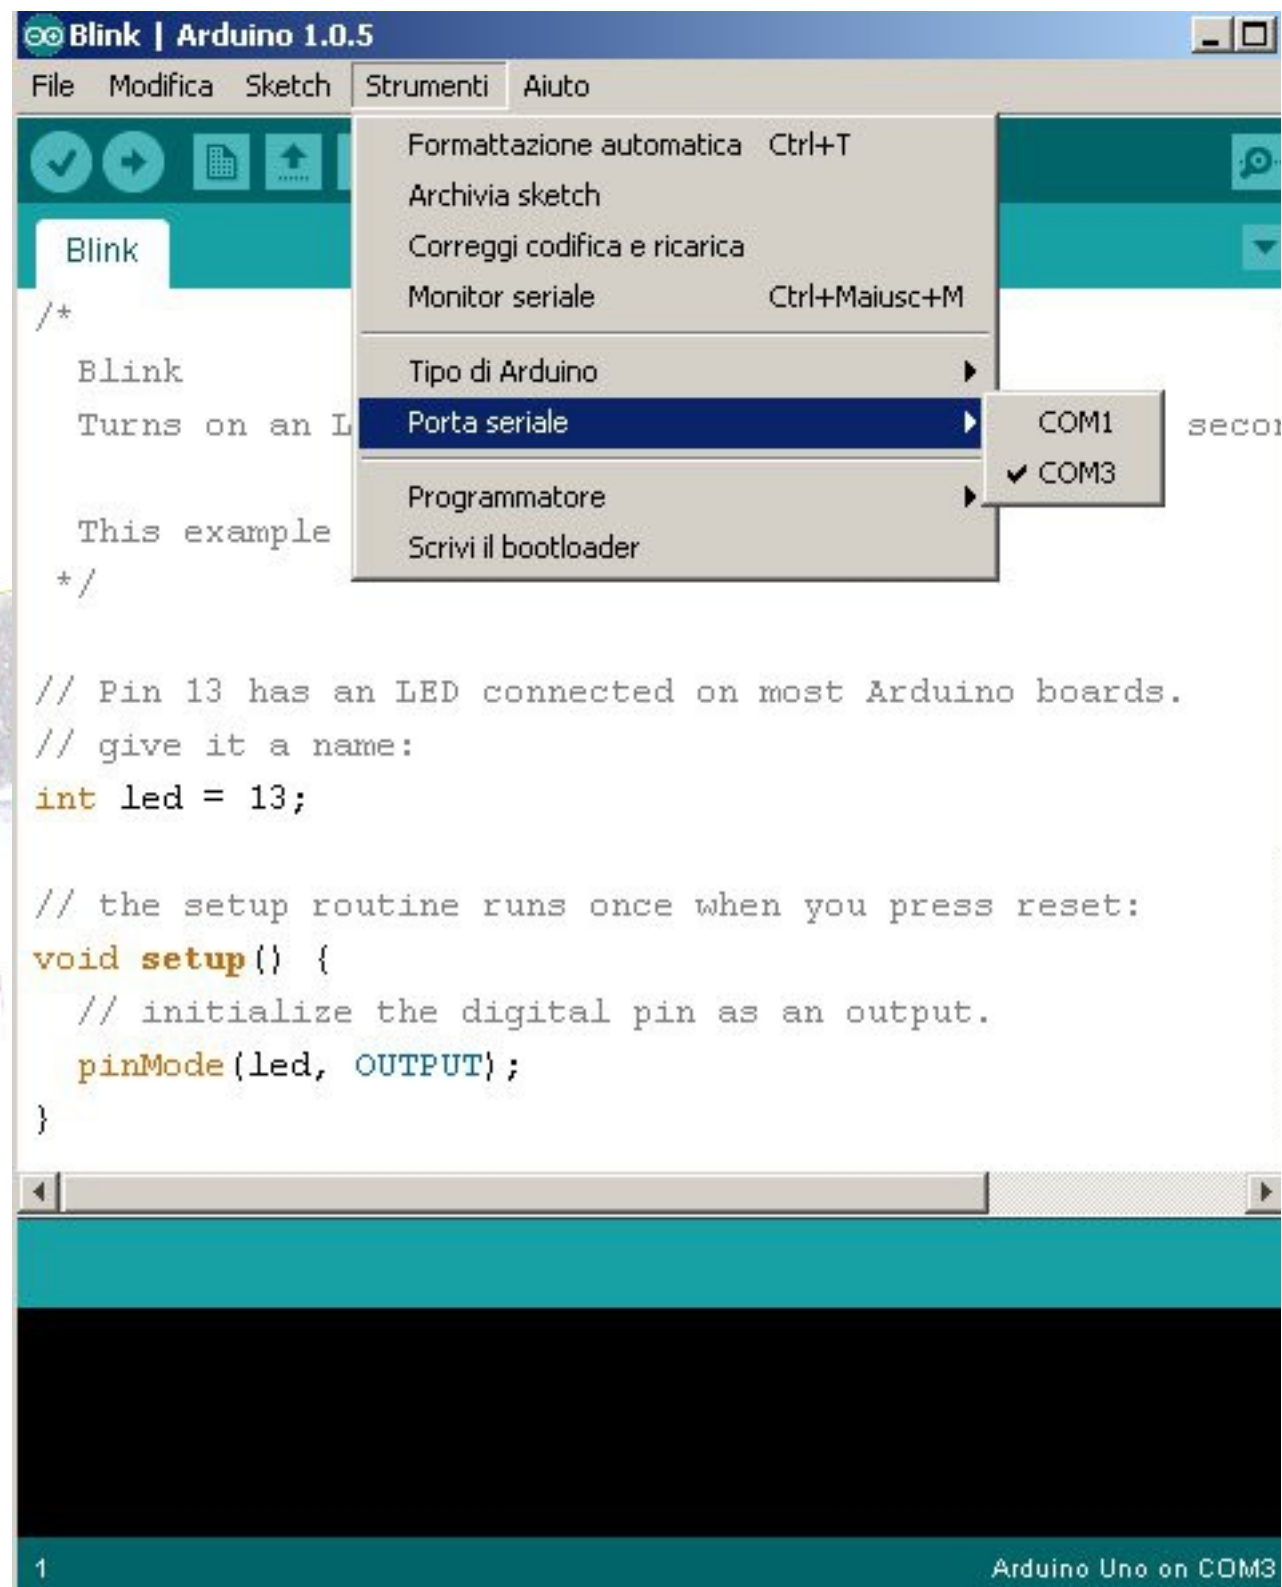 Blink | Arduino 1.0.5
File Modifica Sketch Strumenti Aiuto
Formattazione automatica Ctrl+T
Archivia sketch
Correggi codifica e ricarica
Monitor seriale Ctrl+Maiusc+M
Tipo di Arduino
Porta seriale
Programmatore
Scrivi il bootloader
COM1
COM3
Blink
/*
Blink
Turns on an
This example
*/
// Pin 13 has an LED connected on most Arduino boards.
// give it a name:
int led = 13;
// the setup routine runs once when you press reset:
void setup() {
// initialize the digital pin as an output.
pinMode(led, OUTPUT);
}
1 Arduino Uno on COM3